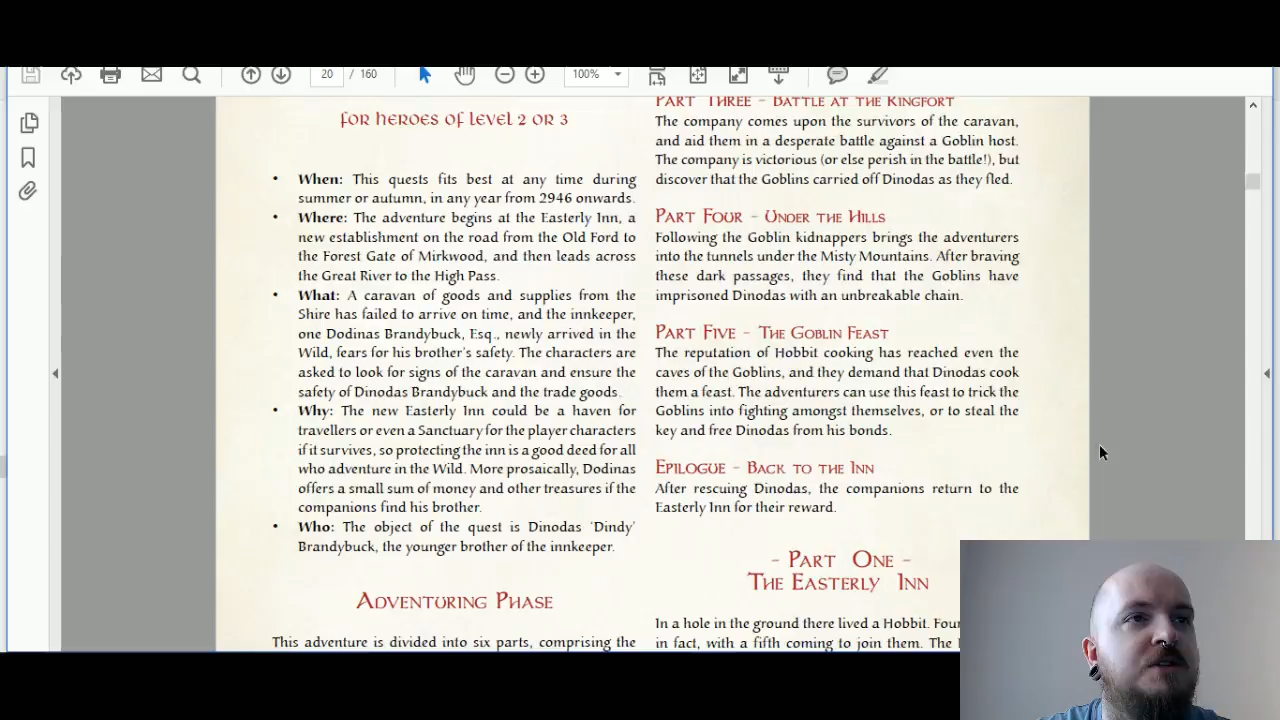 20 / 160
100%
for heroes of level 2 or 3
• When: This quests fits best at any time during
summer or autumn, in any year from 2946 onwards.
• Where: The adventure begins at the Easterly Inn, a
new establishment on the road from the Old Ford to
the Forest Gate of Mirkwood, and then leads across
the Great River to the High Pass.
• What: A caravan of goods and supplies from the
Shire has failed to arrive on time, and the innkeeper,
one Dodinas Brandybuck, Esq., newly arrived in the
Wild, fears for his brother's safety. The characters are
asked to look for signs of the caravan and ensure the
safety of Dinodas Brandybuck and the trade goods.
• Why: The new Easterly Inn could be a haven for
travellers or even a Sanctuary for the player characters
if it survives, so protecting the inn is a good deed for all
who adventure in the Wild. More prosaically, Dodinas
offers a small sum of money and other treasures if the
companions find his brother.
• Who: The object of the quest is Dinodas 'Dindy'
Brandybuck, the younger brother of the innkeeper.
Adventuring Phase
This adventure is divided into six parts, comprising the
Part Three - Battle at the Kingfort
The company comes upon the survivors of the caravan,
and aid them in a desperate battle against a Goblin host.
The company is victorious (or else perish in the battle!), but
discover that the Goblins carried off Dinodas as they fled.
Part Four - Under the Hills
Following the Goblin kidnappers brings the adventurers
into the tunnels under the Misty Mountains. After braving
these dark passages, they find that the Goblins have
imprisoned Dinodas with an unbreakable chain.
Part Five - The Goblin Feast
The reputation of Hobbit cooking has reached even the
caves of the Goblins, and they demand that Dinodas cook
them a feast. The adventurers can use this feast to trick the
Goblins into fighting amongst themselves, or to steal the
key and free Dinodas from his bonds.
Epilogue - Back to the Inn
After rescuing Dinodas, the companions return to the
Easterly Inn for their reward.
- Part One -
The Easterly Inn
In a hole in the ground there lived a Hobbit.
in fact, with a fifth coming to join them. The